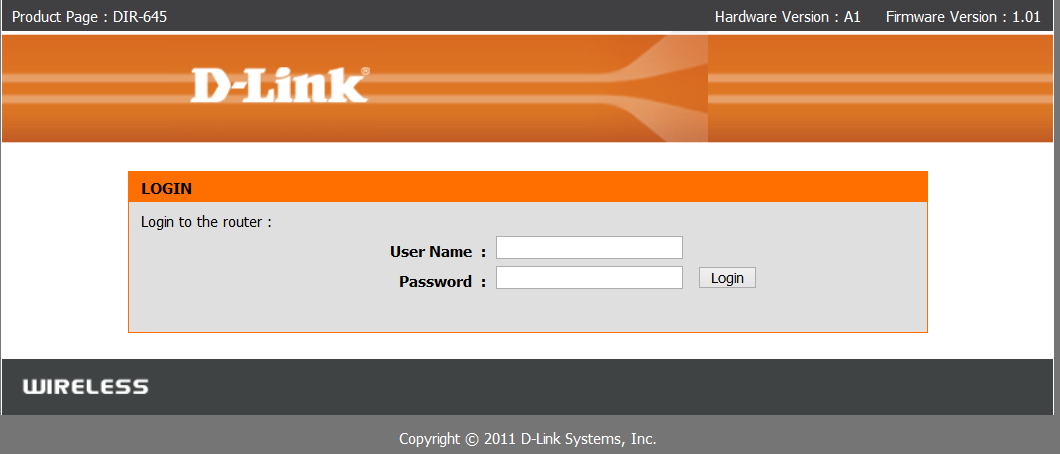 Product Page : DIR-645 Hardware Version : A1 Firmware Version : 1.01
D-Link®
LOGIN
Login to the router :
User Name :
Password : Login
WIRELESS
Copyright © 2011 D-Link Systems, Inc.